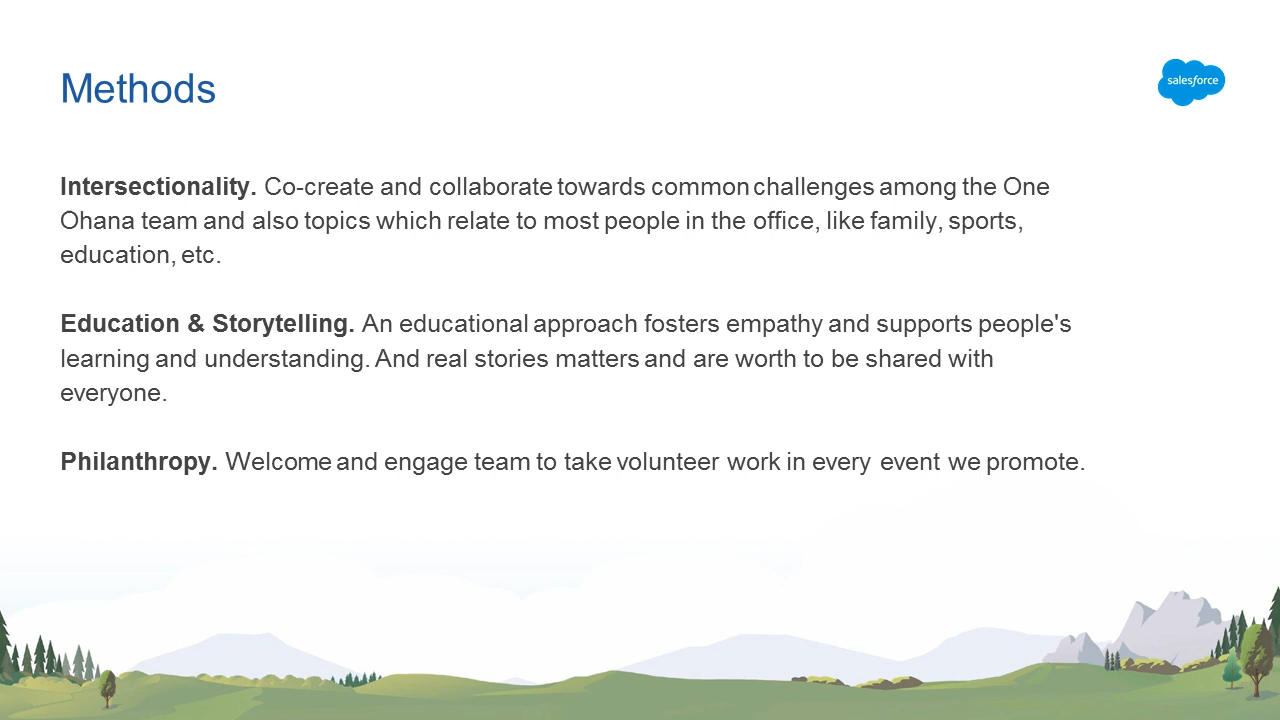 Methods
salesforce
Intersectionality. Co-create and collaborate towards common challenges among the One
Ohana team and also topics which relate to most people in the office, like family, sports,
education, etc.
Education & Storytelling. An educational approach fosters empathy and supports people's
learning and understanding. And real stories matters and are worth to be shared with
everyone.
Philanthropy. Welcome and engage team to take volunteer work in every event we promote.